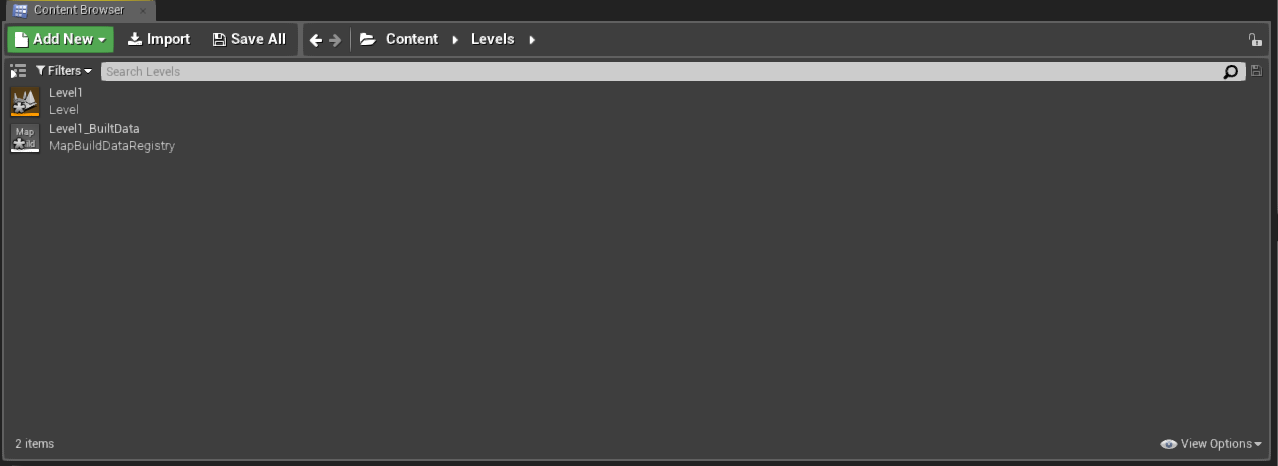 Content Browser
Add New Import Save All Content Levels
Filters Search Levels
Level1
Level
Map
ild
Level1_BuiltData
MapBuildDataRegistry
2 items
View Options